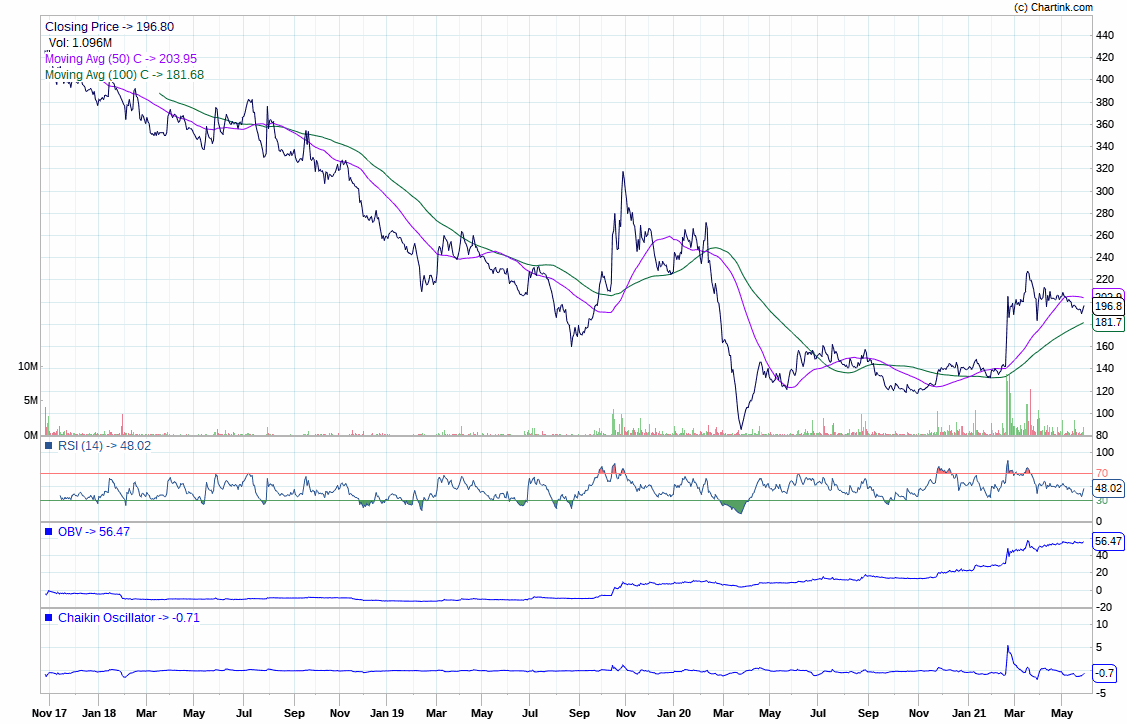 (c) Chartink.com
Closing Price -> 196.80
Vol: 1.096M
Moving Avg (50) C -> 203.95
Moving Avg (100) C -> 181.68
440
420
400
380
360
340
320
300
280
260
240
220
203.9
196.8
181.7
160
140
120
100
80
10M
5M
0M
RSI (14) -> 48.02
100
70
48.02
30
0
OBV -> 56.47
56.47
40
20
0
-20
Chaikin Oscillator -> -0.71
10
5
-0.7
-5
Nov 17 Jan 18 Mar May Jul Sep Nov Jan 19 Mar May Jul Sep Nov Jan 20 Mar May Jul Sep Nov Jan 21 Mar May